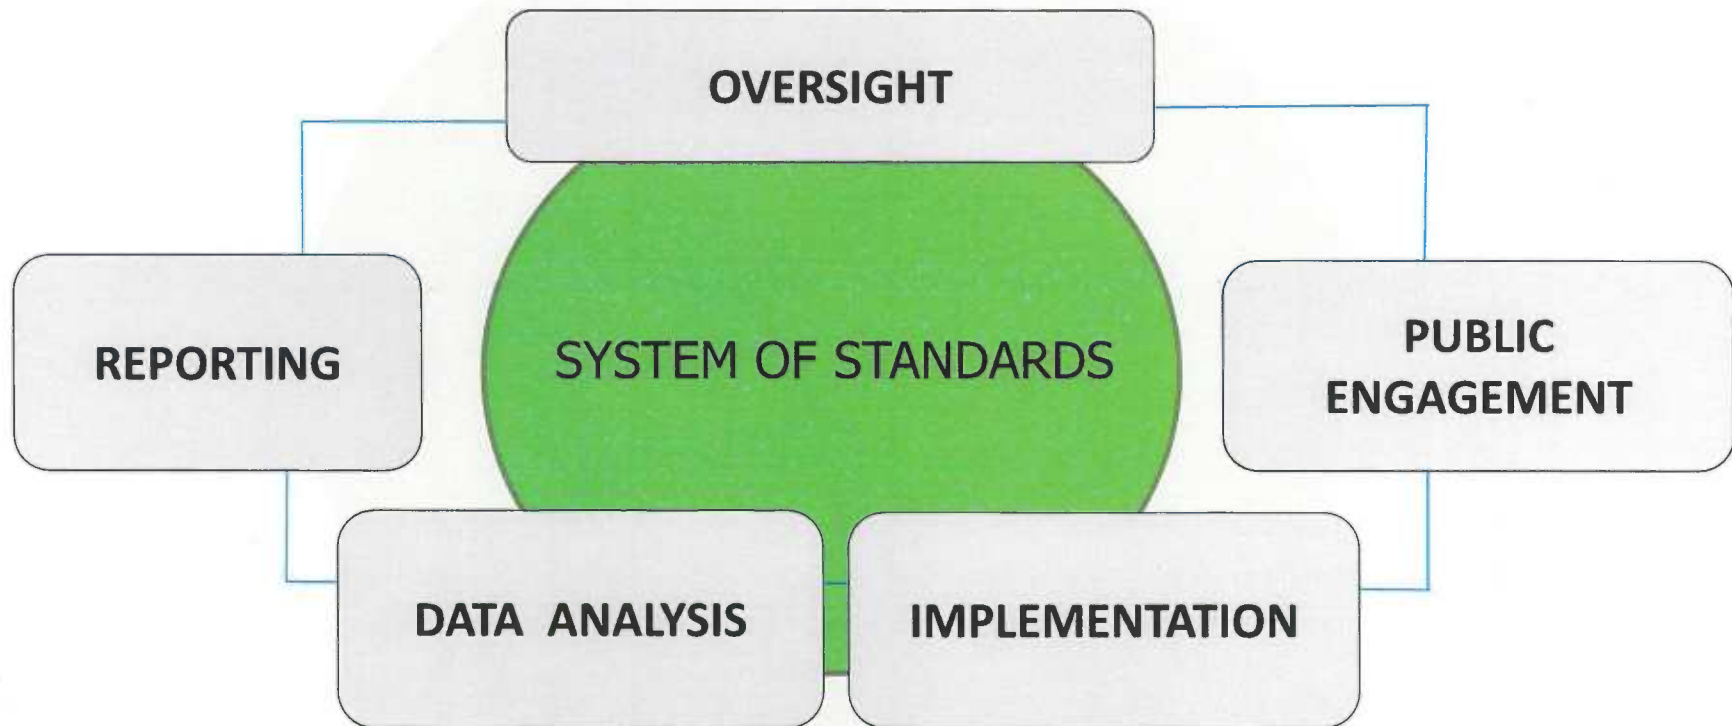 OVERSIGHT
REPORTING
SYSTEM OF STANDARDS
PUBLIC
ENGAGEMENT
DATA ANALYSIS
IMPLEMENTATION